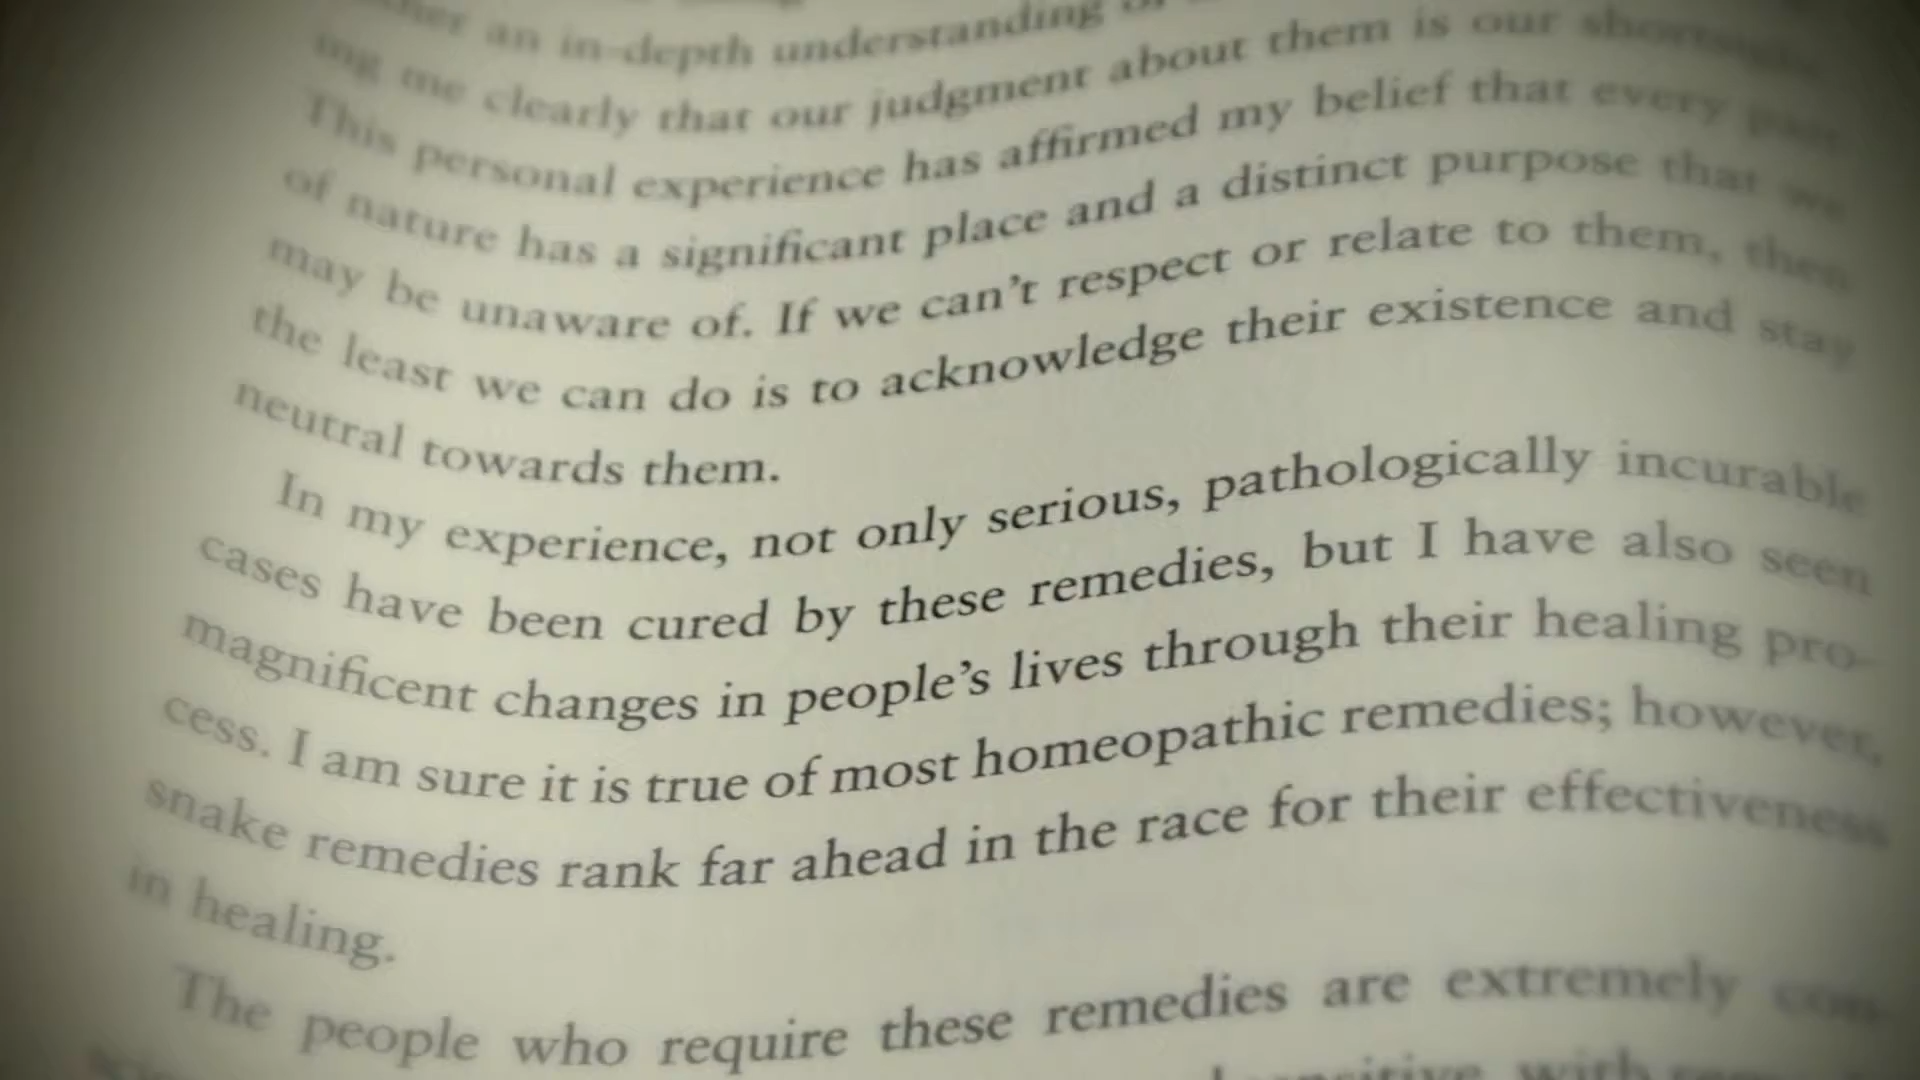 an in-depth understanding
ing me clearly that our judgment about them is our
This personal experience has affirmed my belief that every
of nature has a significant place and a distinct purpose that we
may be unaware of. If we can't respect or relate to them, then
the least we can do is to acknowledge their existence and stay
neutral towards them.
In my experience, not only serious, pathologically incurable
cases have been cured by these remedies, but I have also seen
magnificent changes in people's lives through their healing pro-
cess. I am sure it is true of most homeopathic remedies; however,
snake remedies rank far ahead in the race for their effectiveness
in healing.
The people who require these remedies are extremely con-
with